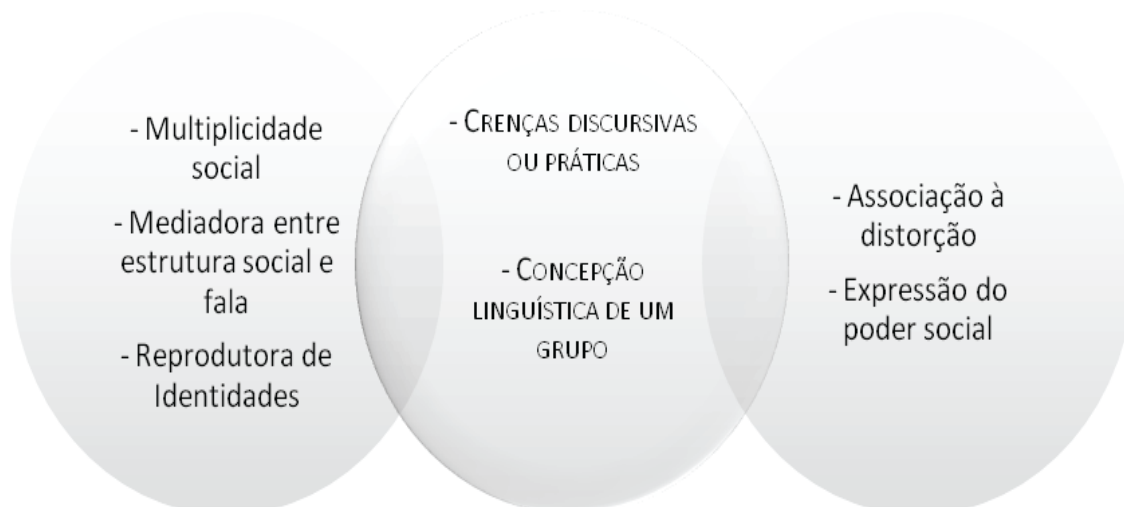 - Multiplicidade
social
- Mediadora entre
estrutura social e
fala
- Reprodutora de
Identidades
- CRENÇAS DISCURSIVAS
OU PRÁTICAS
- CONCEPÇÃO
LINGUÍSTICA DE UM
GRUPO
- Associação à
distorção
- Expressão do
poder social